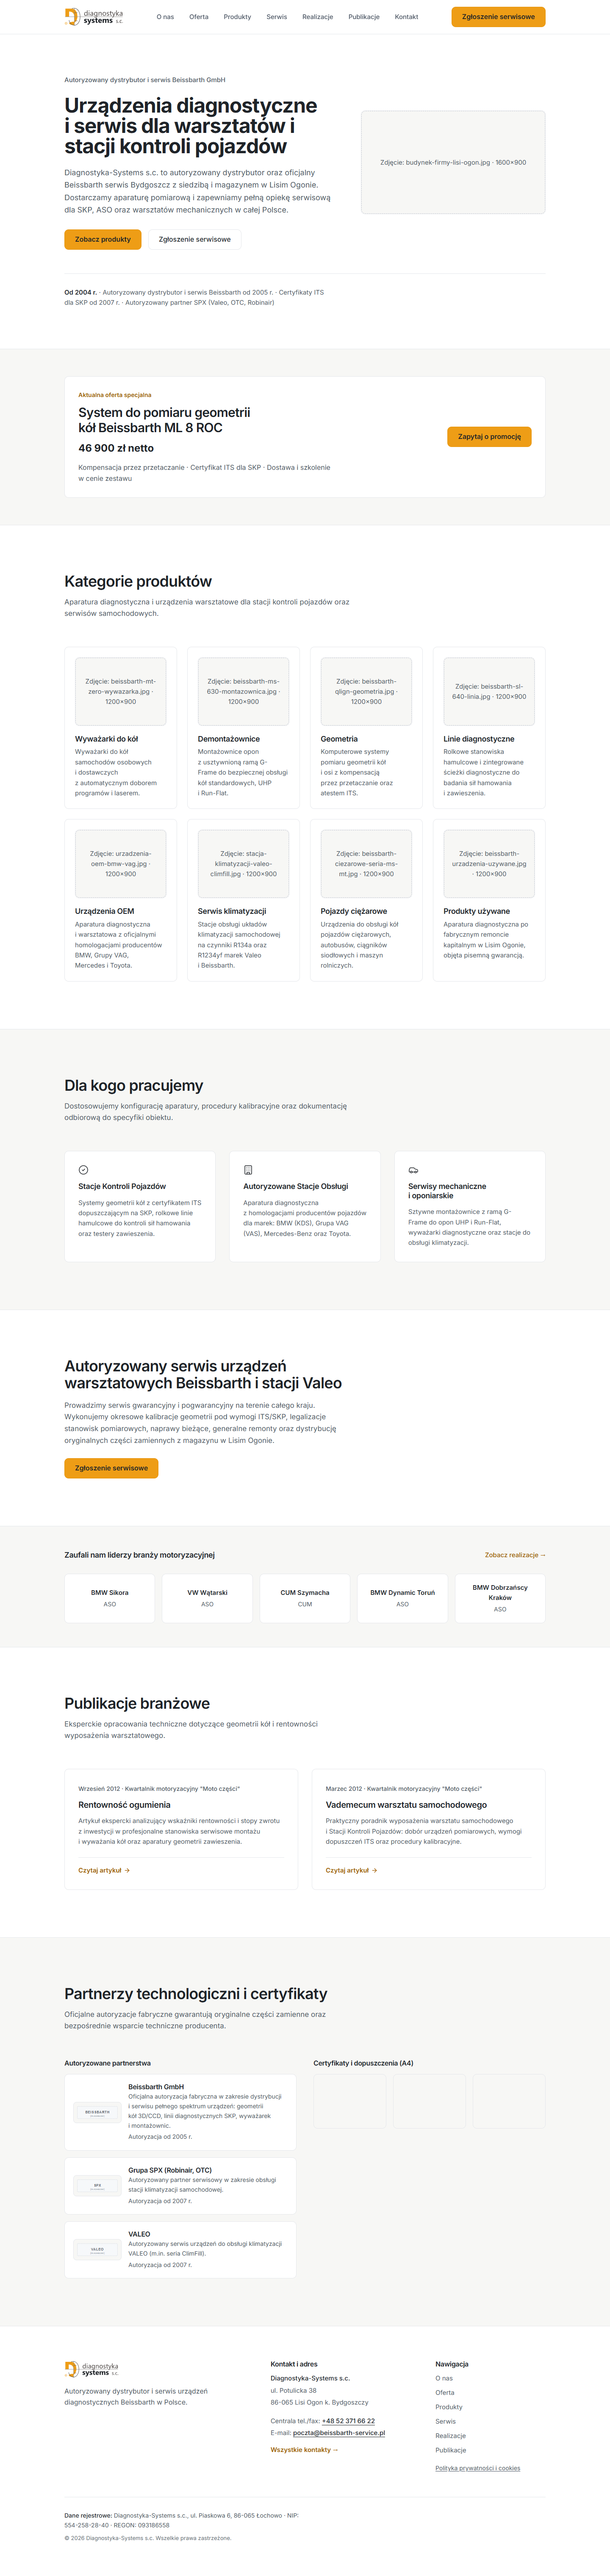 diagnostyka
systems s.c.
O nas
Oferta
Produkty
Serwis
Realizacje
Publikacje
Kontakt
Zgłoszenie serwisowe
Autoryzowany dystrybutor i serwis Beissbarth GmbH
Urządzenia diagnostyczne
i serwis dla warsztatów i
stacji kontroli pojazdów
Zdjęcie: budynek-firmy-lisi-ogon.jpg · 1600×900
Diagnostyka-Systems s.c. to autoryzowany dystrybutor oraz oficjalny
Beissbarth serwis Bydgoszcz z siedzibą i magazynem w Lisim Ogonie.
Dostarczamy aparaturę pomiarową i zapewniamy pełną opiekę serwisową
dla SKP, ASO oraz warsztatów mechanicznych w całej Polsce.
Zobacz produkty
Zgłoszenie serwisowe
Od 2004 r. · Autoryzowany dystrybutor i serwis Beissbarth od 2005 r. · Certyfikaty ITS
dla SKP od 2007 r. · Autoryzowany partner SPX (Valeo, OTC, Robinair)
Aktualna oferta specjalna
System do pomiaru geometrii
kół Beissbarth ML 8 ROC
46 900 zł netto
Kompensacja przez przetaczanie · Certyfikat ITS dla SKP · Dostawa i szkolenie
w cenie zestawu
Zapytaj o promocję
Kategorie produktów
Aparatura diagnostyczna i urządzenia warsztatowe dla stacji kontroli pojazdów oraz
serwisów samochodowych.
Zdjęcie: beissbarth-mt-
zero-wywazarka.jpg ·
1200×900
Wyważarki do kół
Wyważarki do kół
samochodów osobowych
i dostawczych
z automatycznym doborem
programów i laserem.
Zdjęcie: beissbarth-ms-
630-montazownica.jpg ·
1200×900
Demontażownice
Montażownice opon
z usztywnioną ramą G-
Frame do bezpiecznej obsługi
kół standardowych, UHP
i Run-Flat.
Zdjęcie: beissbarth-
qlign-geometria.jpg ·
1200×900
Geometria
Komputerowe systemy
pomiaru geometrii kół
i osi z kompensacją
przez przetaczanie oraz
atestem ITS.
Zdjęcie: beissbarth-sl-
640-linia.jpg · 1200×900
Linie diagnostyczne
Rolkowe stanowiska
hamulcowe i zintegrowane
ścieżki diagnostyczne do
badania sił hamowania
i zawieszenia.
Zdjęcie: urzadzenia-
oem-bmw-vag.jpg ·
1200×900
Urządzenia OEM
Aparatura diagnostyczna
i warsztatowa z oficjalnymi
homologacjami producentów
BMW, Grupy VAG,
Mercedes i Toyota.
Zdjęcie: stacja-
klimatyzacji-valeo-
climfill.jpg · 1200×900
Serwis klimatyzacji
Stacje obsługi układów
klimatyzacji samochodowej
na czynniki R134a oraz
R1234yf marek Valeo
i Beissbarth.
Zdjęcie: beissbarth-
ciezarowe-seria-ms-
mt.jpg · 1200×900
Pojazdy ciężarowe
Urządzenia do obsługi kół
pojazdów ciężarowych,
autobusów, ciągników
siodłowych i maszyn
rolniczych.
Zdjęcie: beissbarth-
urzadzenia-uzywane.jpg
· 1200×900
Produkty używane
Aparatura diagnostyczna po
fabrycznym remoncie
kapitalnym w Lisim Ogonie,
objęta pisemną gwarancją.
Dla kogo pracujemy
Dostosowujemy konfigurację aparatury, procedury kalibracyjne oraz dokumentację
odbiorową do specyfiki obiektu.
Stacje Kontroli Pojazdów
Systemy geometrii kół z certyfikatem ITS
dopuszczającym na SKP, rolkowe linie
hamulcowe do kontroli sił hamowania
oraz testery zawieszenia.
Autoryzowane Stacje Obsługi
Aparatura diagnostyczna
z homologacjami producentów pojazdów
dla marek: BMW (KDS), Grupa VAG
(VAS), Mercedes-Benz oraz Toyota.
Serwisy mechaniczne
i oponiarskie
Sztywne montażownice z ramą G-
Frame do opon UHP i Run-Flat,
wyważarki diagnostyczne oraz stacje do
obsługi klimatyzacji.
Autoryzowany serwis urządzeń
warsztatowych Beissbarth i stacji Valeo
Prowadzimy serwis gwarancyjny i pogwarancyjny na terenie całego kraju.
Wykonujemy okresowe kalibracje geometrii pod wymogi ITS/SKP, legalizacje
stanowisk pomiarowych, naprawy bieżące, generalne remonty oraz dystrybucję
oryginalnych części zamiennych z magazynu w Lisim Ogonie.
Zgłoszenie serwisowe
Zaufali nam liderzy branży motoryzacyjnej
Zobacz realizacje →
BMW Sikora
ASO
VW Wątarski
ASO
CUM Szymacha
CUM
BMW Dynamic Toruń
ASO
BMW Dobrzańscy
Kraków
ASO
Publikacje branżowe
Eksperckie opracowania techniczne dotyczące geometrii kół i rentowności
wyposażenia warsztatowego.
Wrzesień 2012 · Kwartalnik motoryzacyjny "Moto części"
Rentowność ogumienia
Artykuł ekspercki analizujący wskaźniki rentowności i stopy zwrotu
z inwestycji w profesjonalne stanowiska serwisowe montażu
i wyważania kół oraz aparatury geometrii zawieszenia.
Czytaj artykuł →
Marzec 2012 · Kwartalnik motoryzacyjny "Moto części"
Vademecum warsztatu samochodowego
Praktyczny poradnik wyposażenia warsztatu samochodowego
i Stacji Kontroli Pojazdów: dobór urządzeń pomiarowych, wymogi
dopuszczeń ITS oraz procedury kalibracyjne.
Czytaj artykuł →
Partnerzy technologiczni i certyfikaty
Oficjalne autoryzacje fabryczne gwarantują oryginalne części zamienne oraz
bezpośrednie wsparcie techniczne producenta.
Autoryzowane partnerstwa
BEISSBARTH
Beissbarth GmbH
Oficjalna autoryzacja fabryczna w zakresie dystrybucji
i serwisu pełnego spektrum urządzeń: geometrii
kół 3D/CCD, linii diagnostycznych SKP, wyważarek
i montażownic.
Autoryzacja od 2005 r.
SPX
Grupa SPX (Robinair, OTC)
Autoryzowany partner serwisowy w zakresie obsługi
stacji klimatyzacji samochodowej.
Autoryzacja od 2007 r.
VALEO
VALEO
Autoryzowany serwis urządzeń do obsługi klimatyzacji
VALEO (m.in. seria ClimFill).
Autoryzacja od 2007 r.
Certyfikaty i dopuszczenia (A4)
diagnostyka
systems s.c.
Autoryzowany dystrybutor i serwis urządzeń
diagnostycznych Beissbarth w Polsce.
Kontakt i adres
Diagnostyka-Systems s.c.
ul. Potulicka 38
86-065 Lisi Ogon k. Bydgoszczy
Centrala tel./fax: +48 52 371 66 22
E-mail: poczta@beissbarth-service.pl
Wszystkie kontakty →
Nawigacja
O nas
Oferta
Produkty
Serwis
Realizacje
Publikacje
Polityka prywatności i cookies
Dane rejestrowe: Diagnostyka-Systems s.c., ul. Piaskowa 6, 86-065 Łochowo · NIP:
554-258-28-40 · REGON: 093186558
© 2026 Diagnostyka-Systems s.c. Wszelkie prawa zastrzeżone.